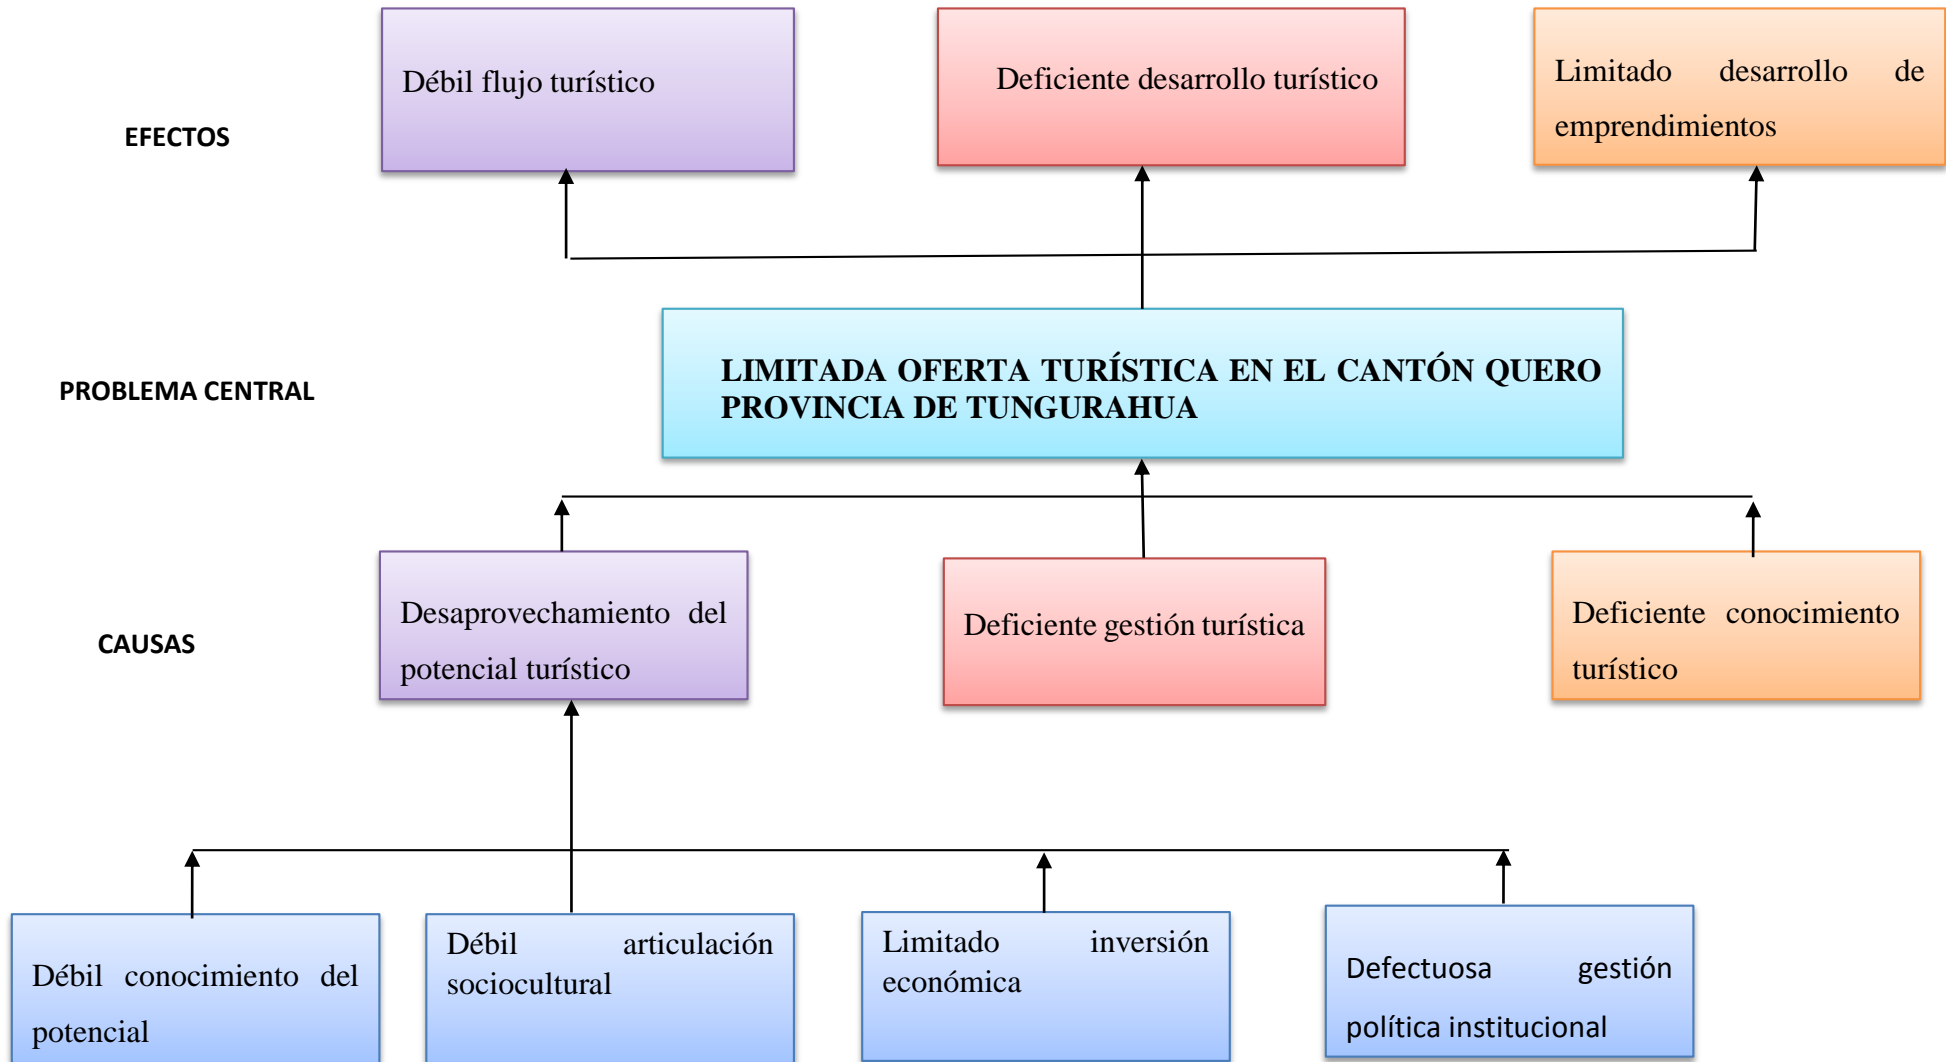 Débil flujo turístico
Deficiente desarrollo turístico
Limitado desarrollo de
emprendimientos
EFECTOS
LIMITADA OFERTA TURÍSTICA EN EL CANTÓN QUERO
PROVINCIA DE TUNGURAHUA
PROBLEMA CENTRAL
Desaprovechamiento del
potencial turístico
Deficiente gestión turística
Deficiente conocimiento
turístico
CAUSAS
Débil conocimiento del
potencial
Débil articulación
sociocultural
Limitado inversión
económica
Defectuosa gestión
política institucional